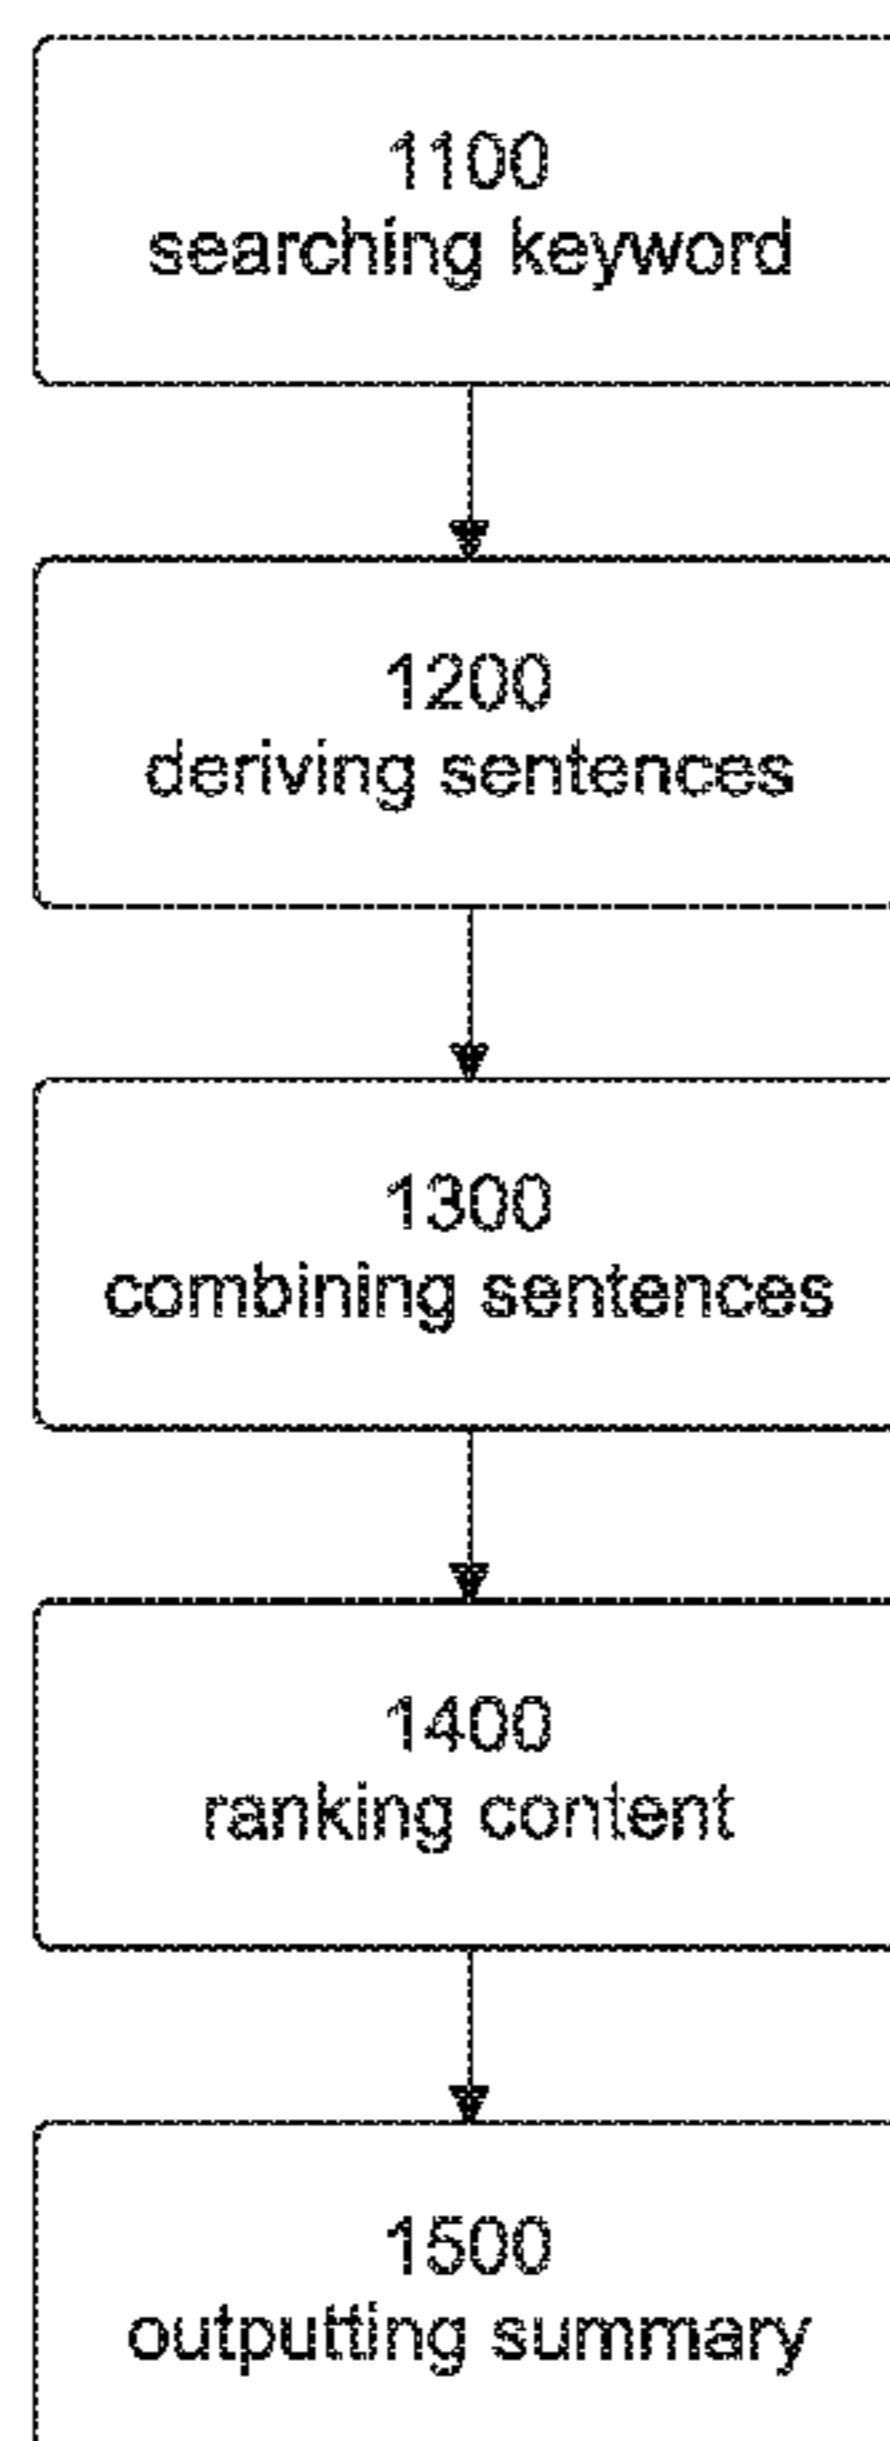 1100
searching keyword
1200
deriving sentences
1300
combining sentences
1400
ranking content
1500
outputting summary